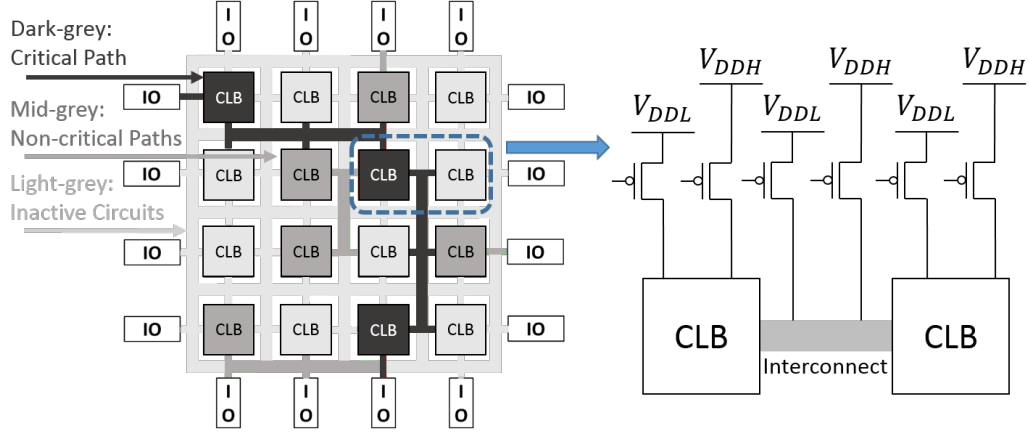 Dark-grey:
Critical Path
Mid-grey:
Non-critical Paths
Light-grey:
Inactive Circuits
I O I O I O I O
IO CLB CLB CLB CLB IO
IO CLB CLB CLB CLB IO
IO CLB CLB CLB CLB IO
IO CLB CLB CLB CLB IO
I O I O I O I O
V_DDH V_DDH V_DDH
V_DDL V_DDL V_DDL
CLB CLB
Interconnect